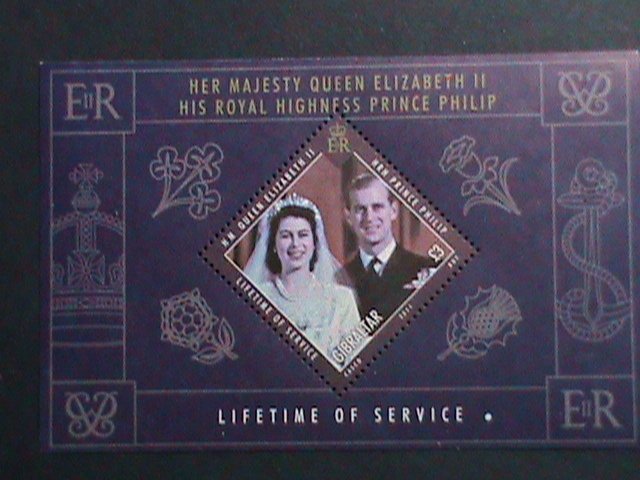 EIIR
HER MAJESTY QUEEN ELIZABETH II
HIS ROYAL HIGHNESS PRINCE PHILIP
EIIR
HM QUEEN ELIZABETH II
HRH PRINCE PHILIP
£3
LIFETIME OF SERVICE
GIBRALTAR
LIFETIME OF SERVICE
EIIR